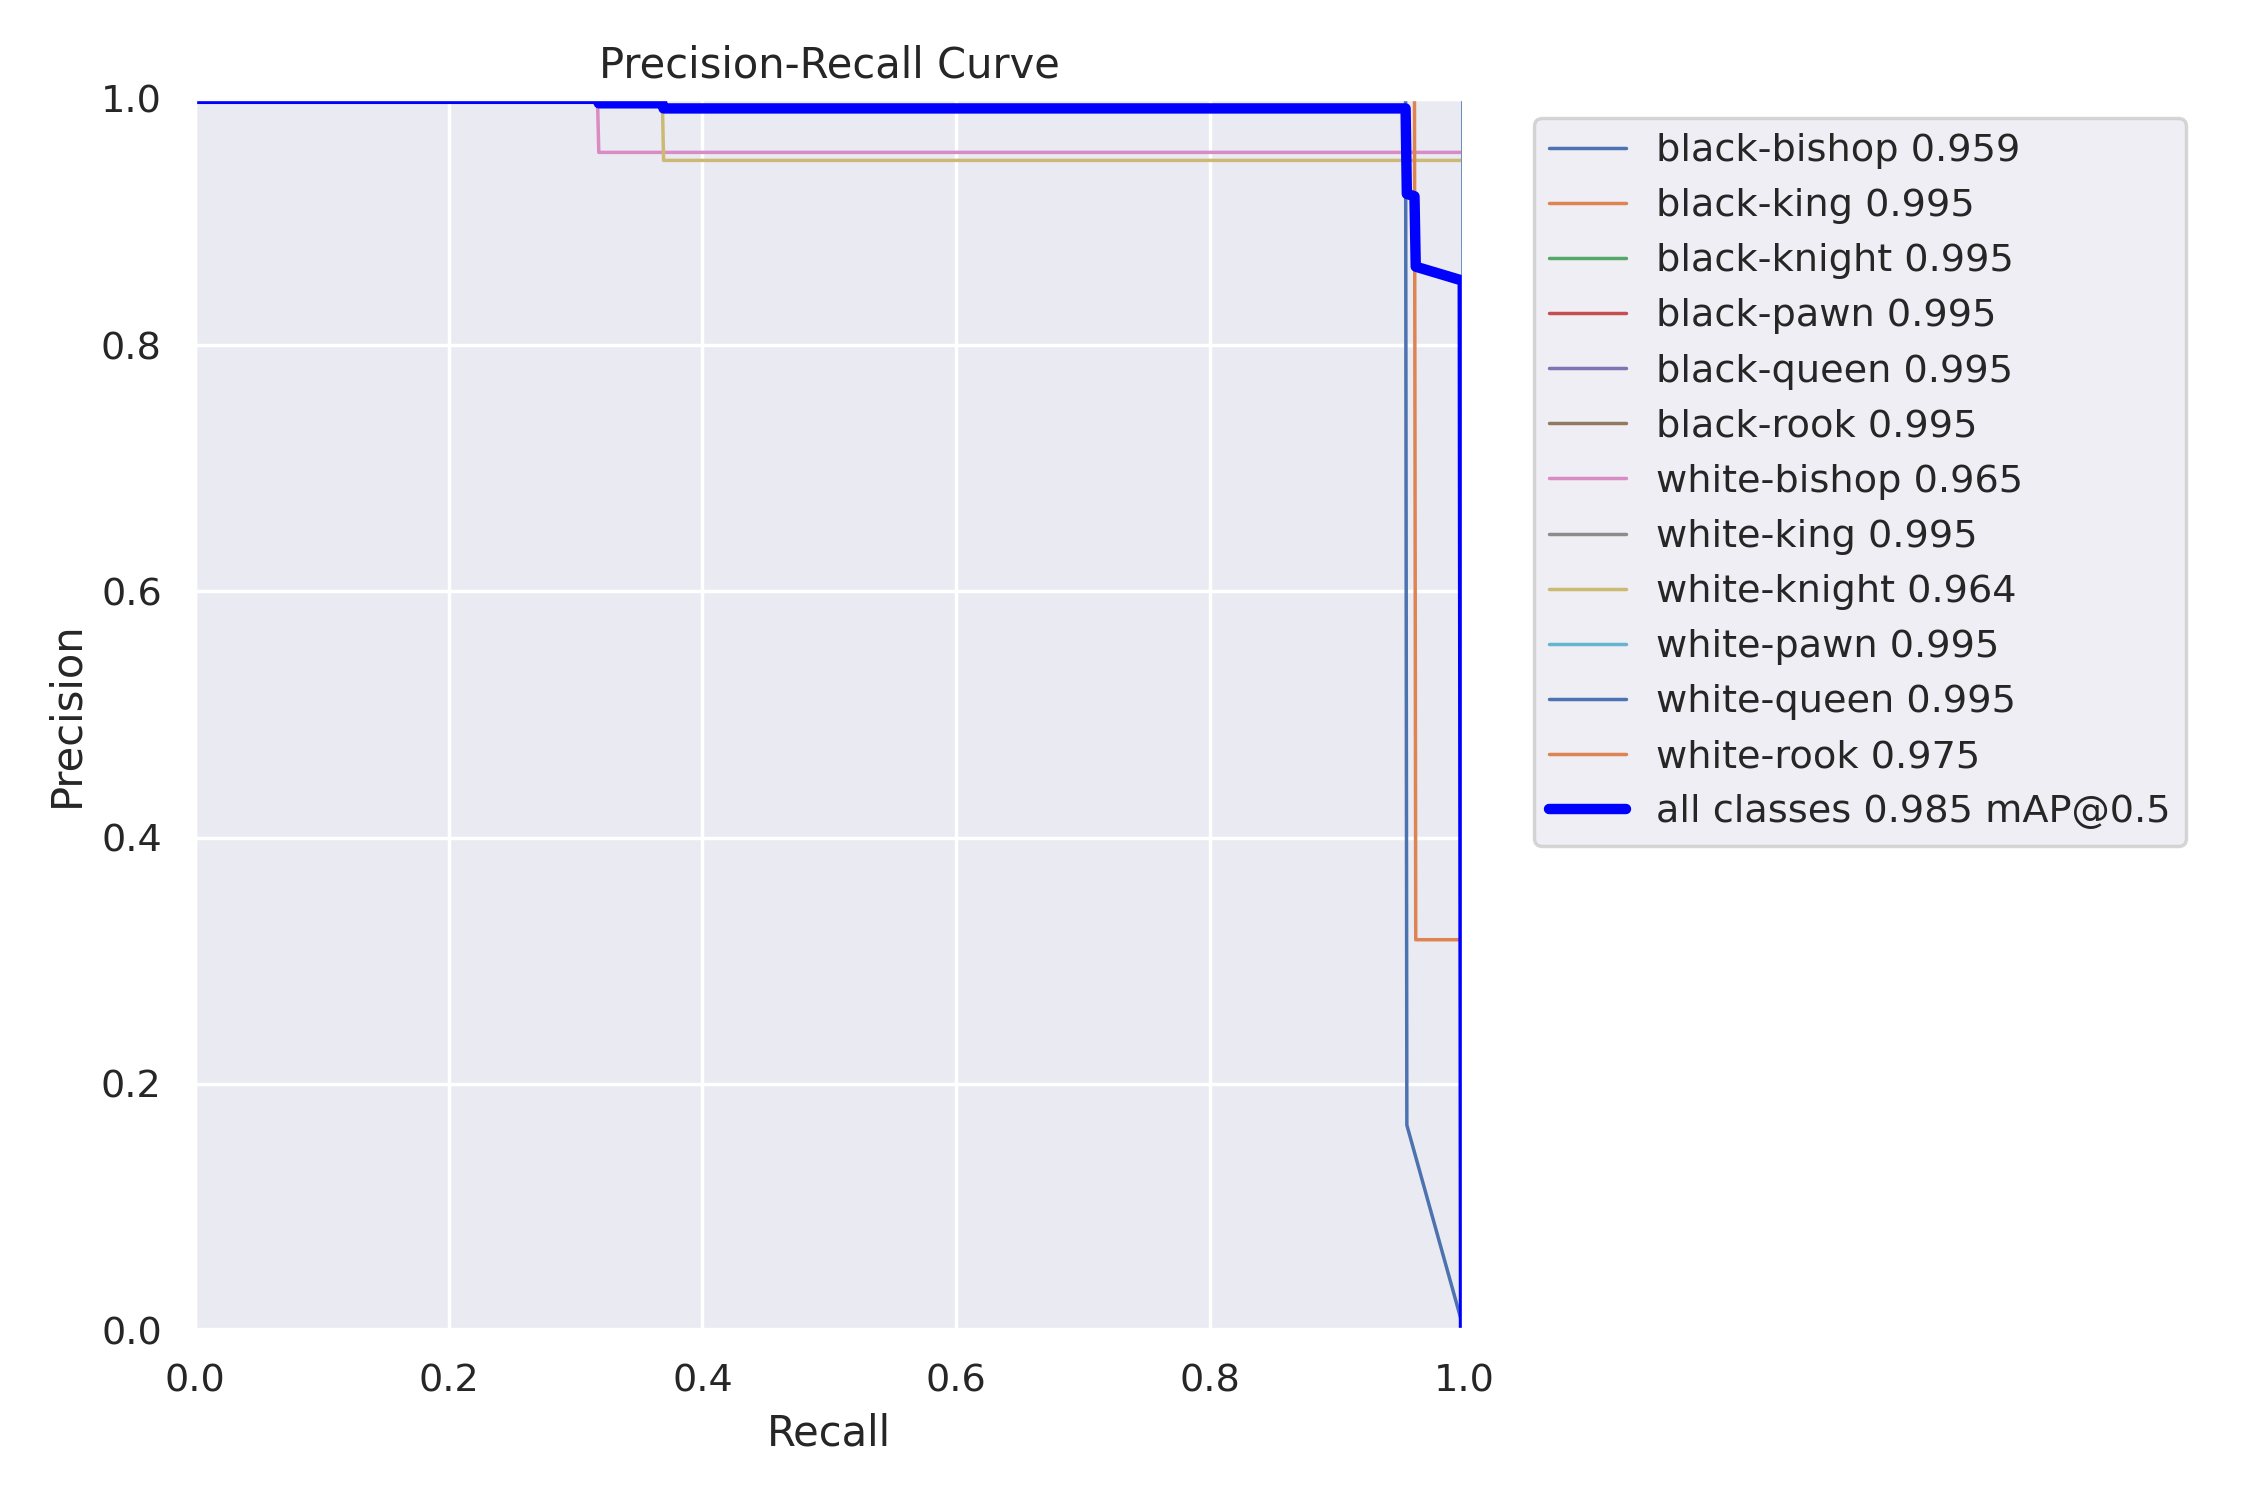 Precision-Recall Curve
1.0
0.8
0.6
0.4
0.2
0.0
Precision
0.0 0.2 0.4 0.6 0.8 1.0
Recall
black-bishop 0.959
black-king 0.995
black-knight 0.995
black-pawn 0.995
black-queen 0.995
black-rook 0.995
white-bishop 0.965
white-king 0.995
white-knight 0.964
white-pawn 0.995
white-queen 0.995
white-rook 0.975
all classes 0.985 mAP@0.5